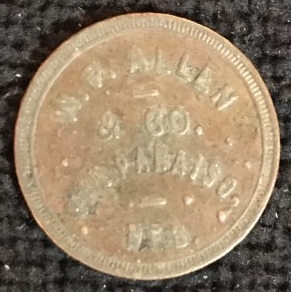 W. P. ALLEN
& CO.
VALPARAISO,
NEB.